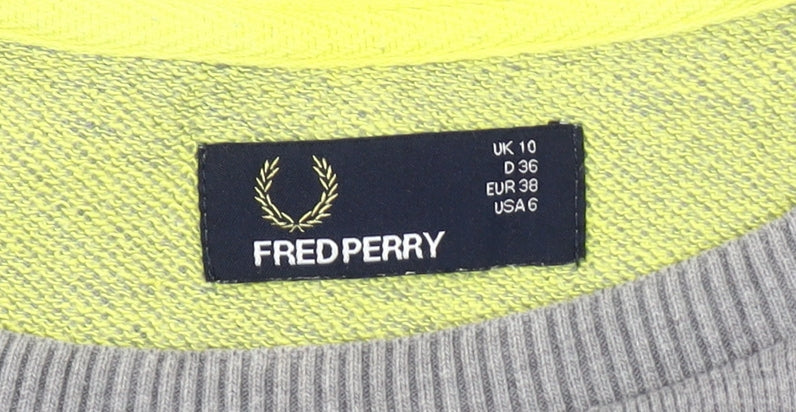 UK 10
D 36
EUR 38
USA 6
FRED PERRY